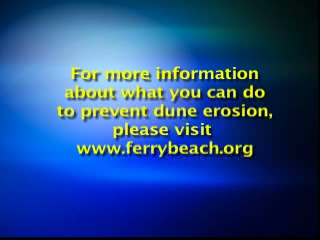 For more information
about what you can do
to prevent dune erosion,
please visit
www.ferrybeach.org